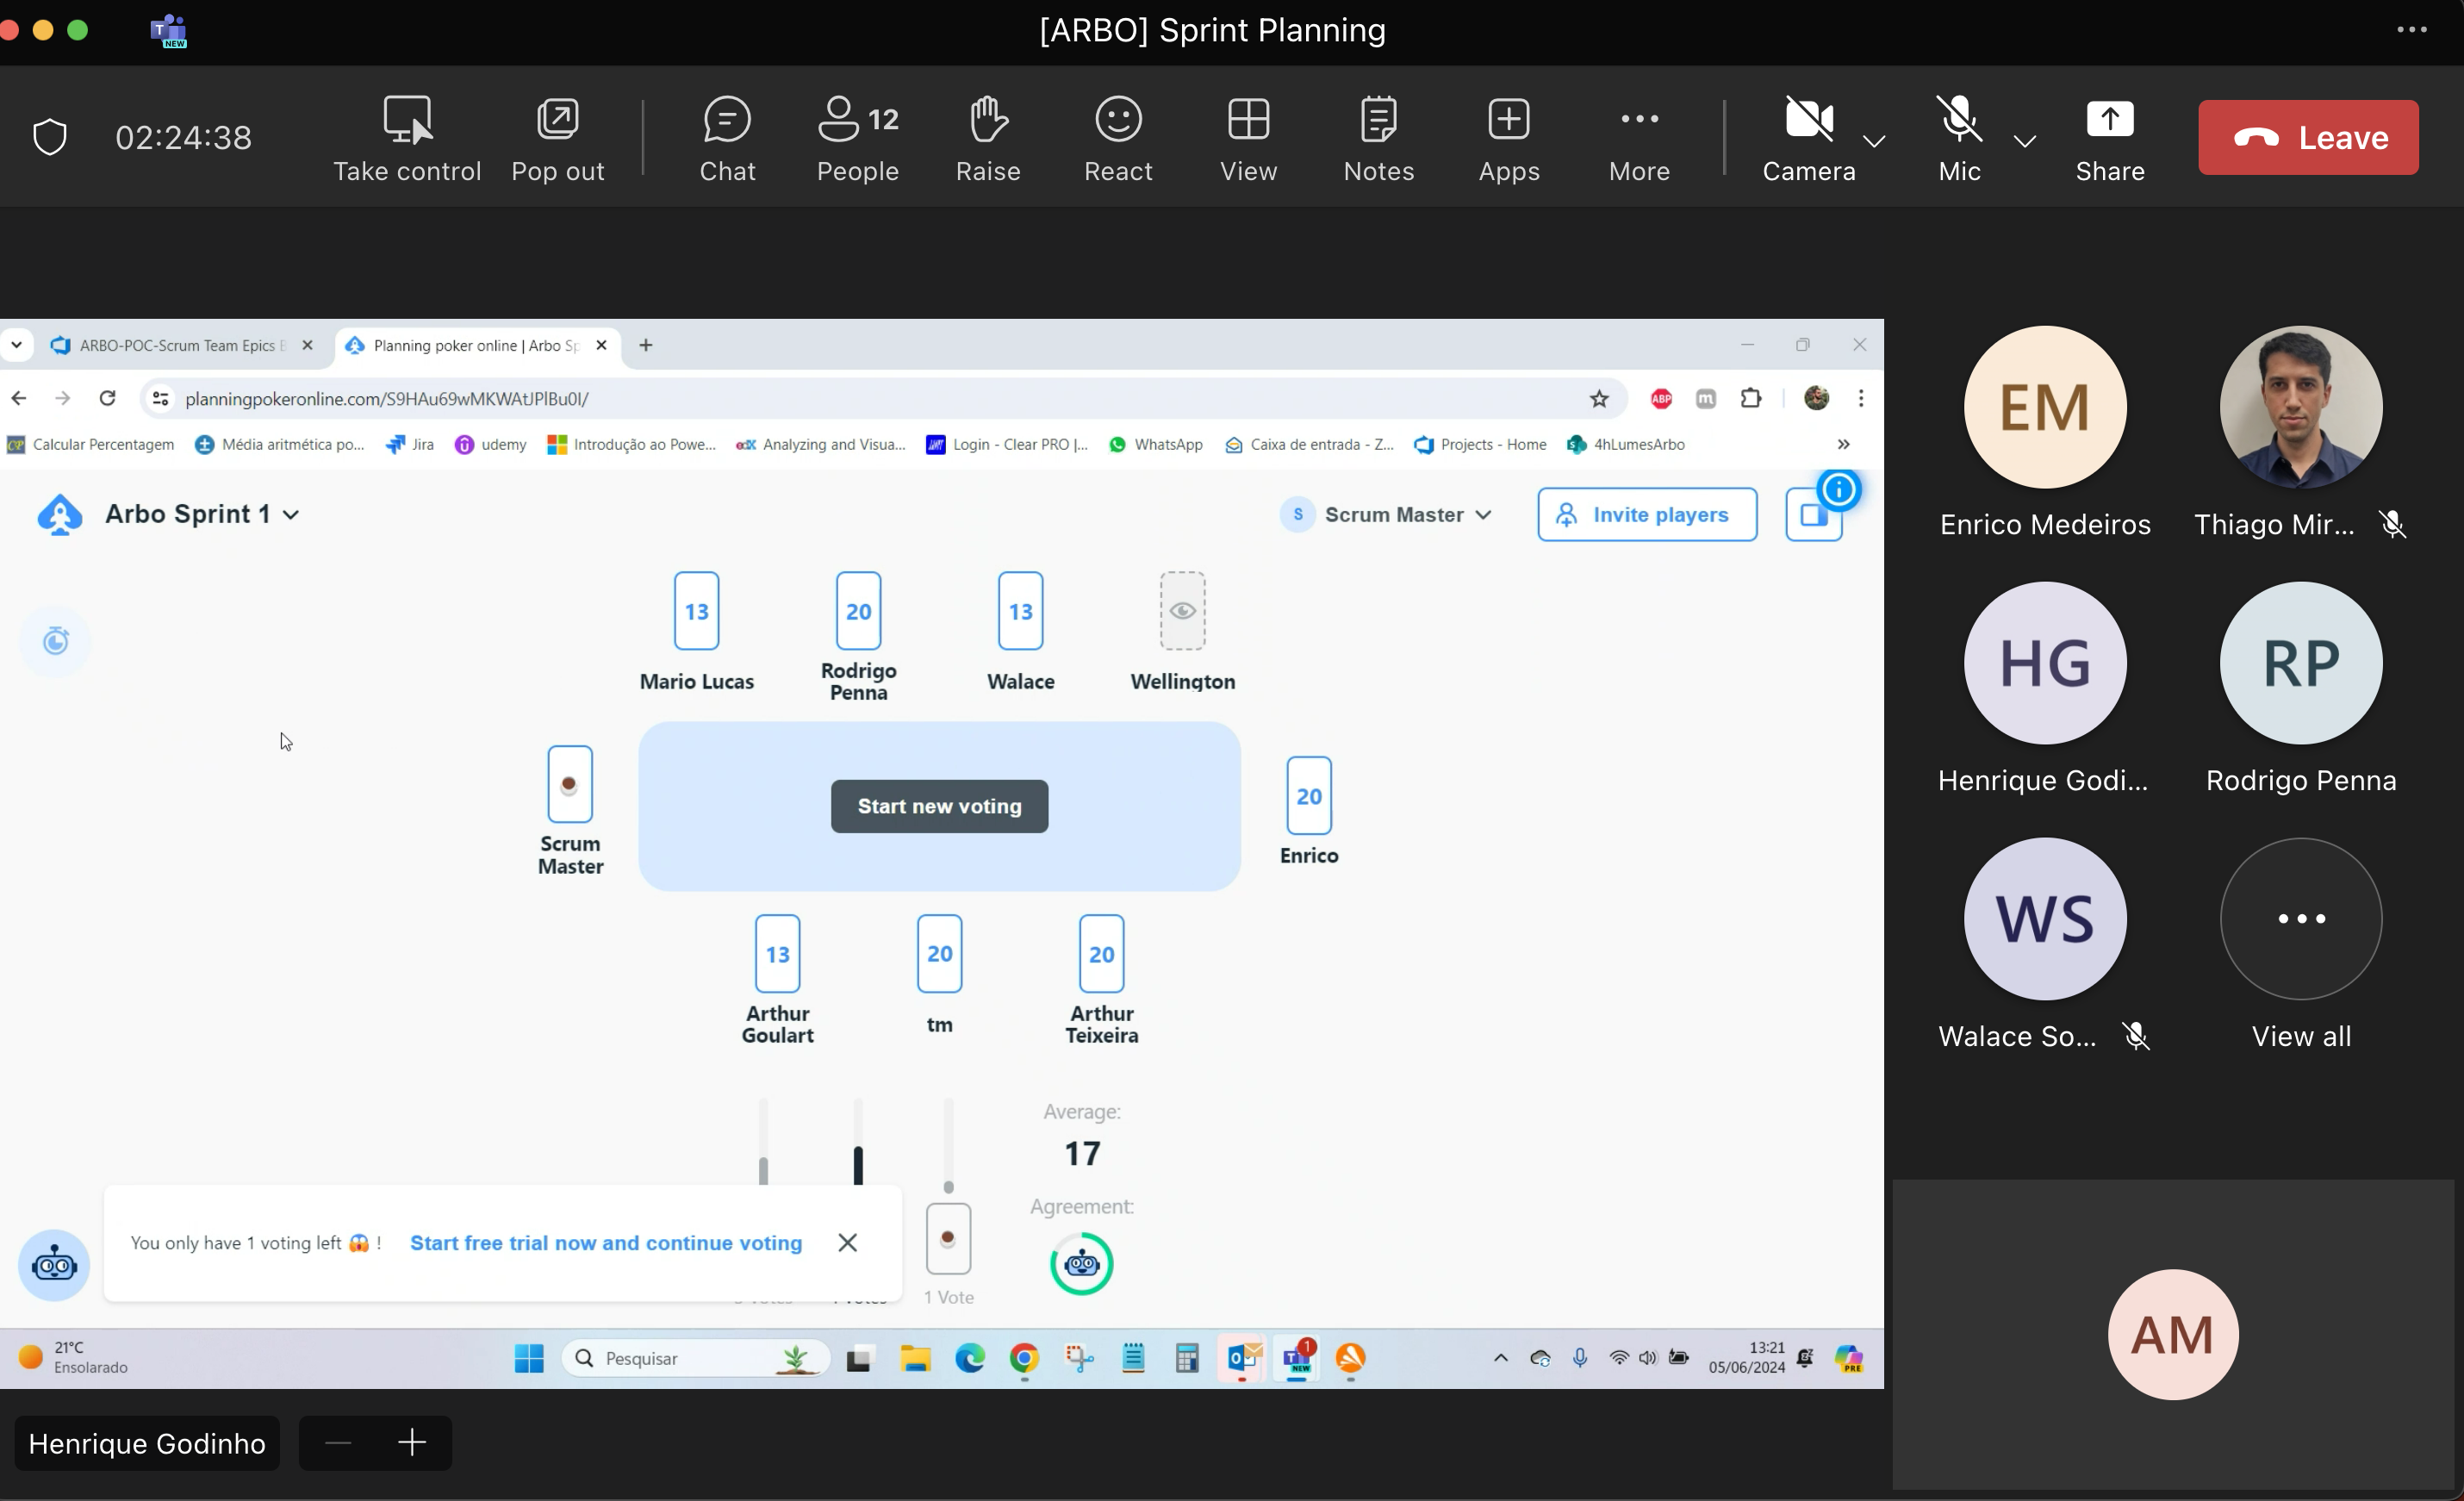 [ARBO] Sprint Planning
NEW
02:24:38
Take control
Pop out
Chat
12
People
Raise
React
View
Notes
Apps
More
Camera
Mic
Share
Leave
ARBO-POC-Scrum Team Epics
Planning poker online | Arbo Sp
planningpokeronline.com/S9HAu69wMKWAtJPlBu0I/
ABP
m
Calcular Percentagem
Média aritmética po...
Jira
udemy
Introdução ao Powe...
edX
Analyzing and Visua...
Login - Clear PRO |...
WhatsApp
Caixa de entrada - Z...
Projects - Home
4hLumesArbo
Arbo Sprint 1
S
Scrum Master
Invite players
13
20
13
Mario Lucas
Rodrigo
Penna
Walace
Wellington
Scrum
Master
Start new voting
20
Enrico
13
20
20
Arthur
Goulart
tm
Arthur
Teixeira
Average:
17
Agreement:
You only have 1 voting left 😱 !
Start free trial now and continue voting
1 Vote
21°C
Ensolarado
Pesquisar
1
NEW
13:21
05/06/2024
PRE
EM
Enrico Medeiros
Thiago Mir...
HG
Henrique Godi...
RP
Rodrigo Penna
WS
Walace So...
View all
AM
Henrique Godinho